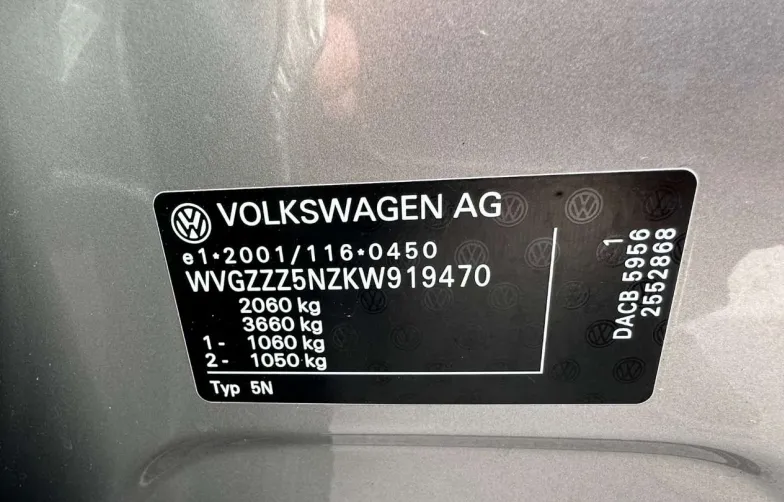 VOLKSWAGEN AG
e1*2001/116*0450
WVGZZZ5NZKW919470
2060 kg
3660 kg
1- 1060 kg
2- 1050 kg
Typ 5N
1
DACB 5956
2552868